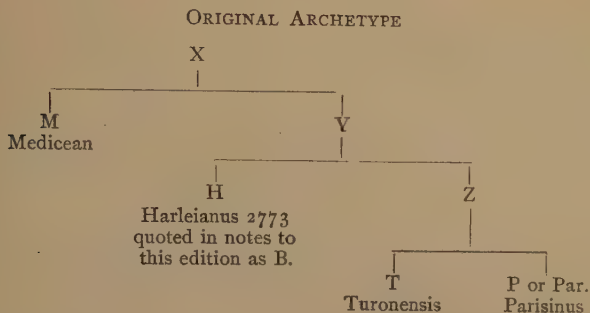 ORIGINAL ARCHETYPE
X
M
Medicean
Y
H
Harleianus 2773
quoted in notes to
this edition as B.
Z
T
Turonensis
P or Par.
Parisinus